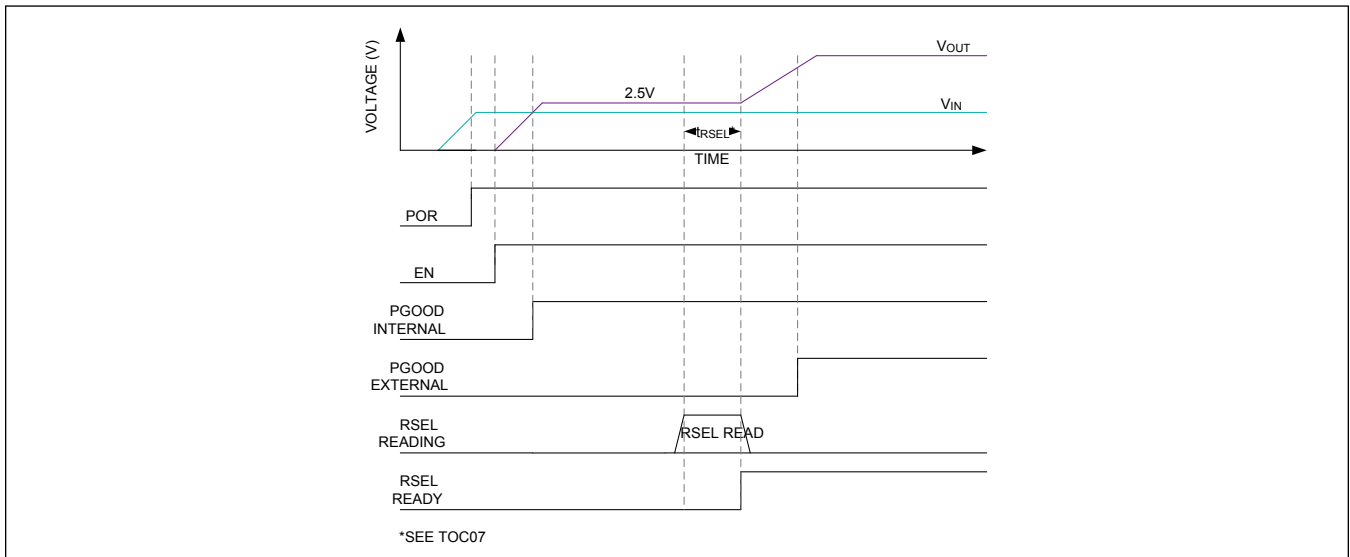 VOLTAGE (V)
VOUT
2.5V
VIN
tRSEL*
TIME
POR
EN
PGOOD
INTERNAL
PGOOD
EXTERNAL
RSEL
READING
RSEL READ
RSEL
READY
*SEE TOC07